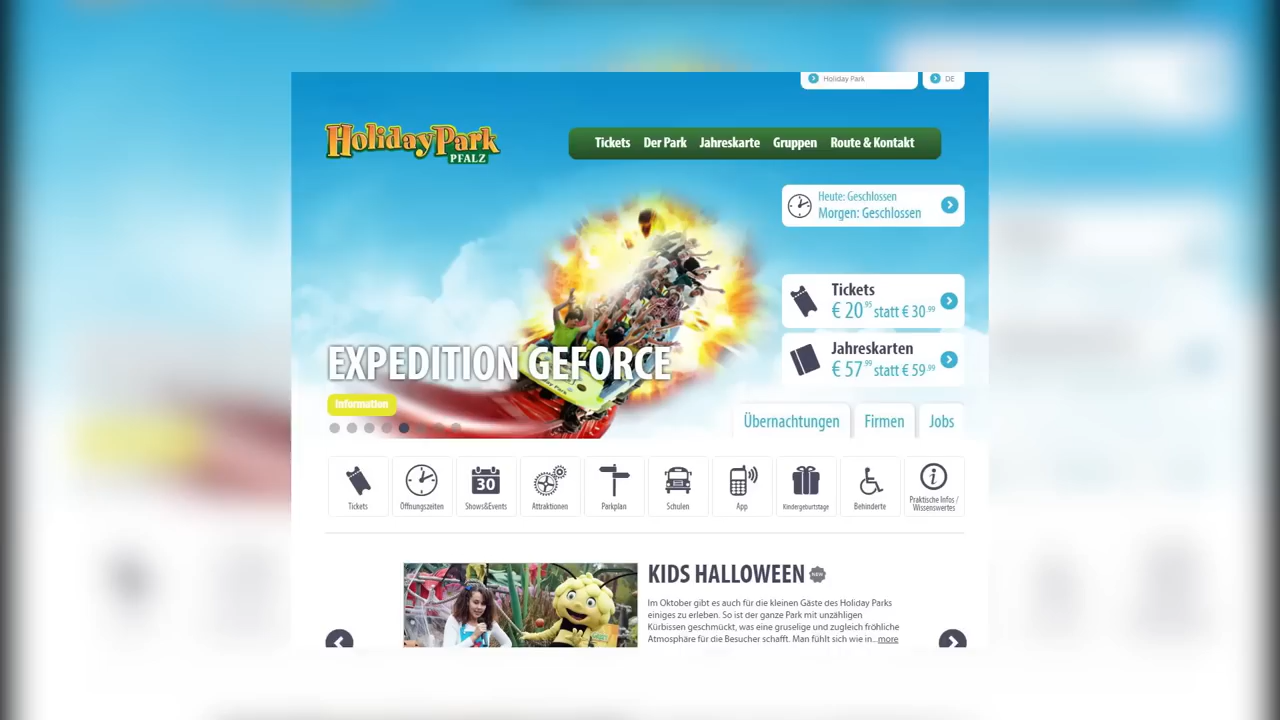 Holiday Park
DE
HolidayPark
PFALZ
Tickets Der Park Jahreskarte Gruppen Route & Kontakt
Heute: Geschlossen
Morgen: Geschlossen
Tickets
€ 20 95 statt € 30 99
Jahreskarten
€ 57 99 statt € 59 99
EXPEDITION GEFORCE
Information
Übernachtungen Firmen Jobs
30
Tickets
Öffnungszeiten
Shows&Events
Attraktionen
Parkplan
Schulen
App
Kindergeburtstage
Behinderte
Praktische Infos /
Wissenswertes
KIDS HALLOWEEN NEW
Im Oktober gibt es auch für die kleinen Gäste des Holiday Parks
einiges zu erleben. So ist der ganze Park mit unzähligen
Kürbissen geschmückt, was eine gruselige und zugleich fröhliche
Atmosphäre für die Besucher schafft. Man fühlt sich wie in...more